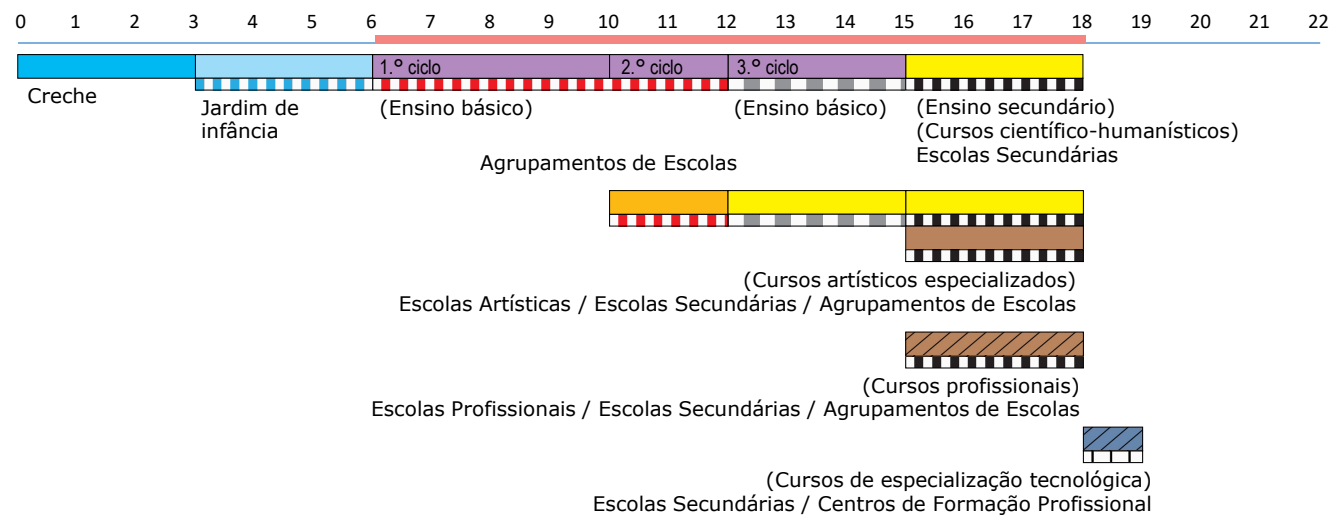 0 1 2 3 4 5 6 7 8 9 10 11 12 13 14 15 16 17 18 19 20 21 22
1.º ciclo 2.º ciclo 3.º ciclo
Creche
Jardim de
infância
(Ensino básico)
(Ensino básico)
(Ensino secundário)
(Cursos científico-humanísticos)
Escolas Secundárias
Agrupamentos de Escolas
(Cursos artísticos especializados)
Escolas Artísticas / Escolas Secundárias / Agrupamentos de Escolas
(Cursos profissionais)
Escolas Profissionais / Escolas Secundárias / Agrupamentos de Escolas
(Cursos de especialização tecnológica)
Escolas Secundárias / Centros de Formação Profissional